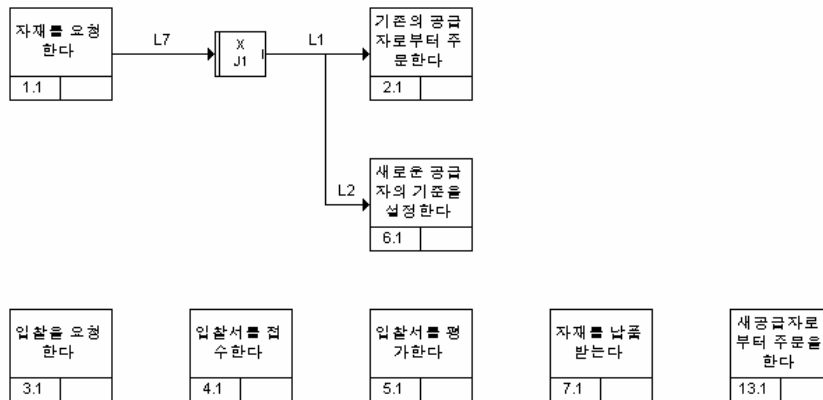 자재를 요청
한다
1.1
L7
X
J1
L1
기존의 공급
자로부터 주
문한다
2.1
L2
새로운 공급
자의 기준을
설정한다
6.1
입찰을 요청
한다
3.1
입찰서를 접
수한다
4.1
입찰서를 평
가한다
5.1
자재를 납품
받는다
7.1
새공급자로
부터 주문을
한다
13.1